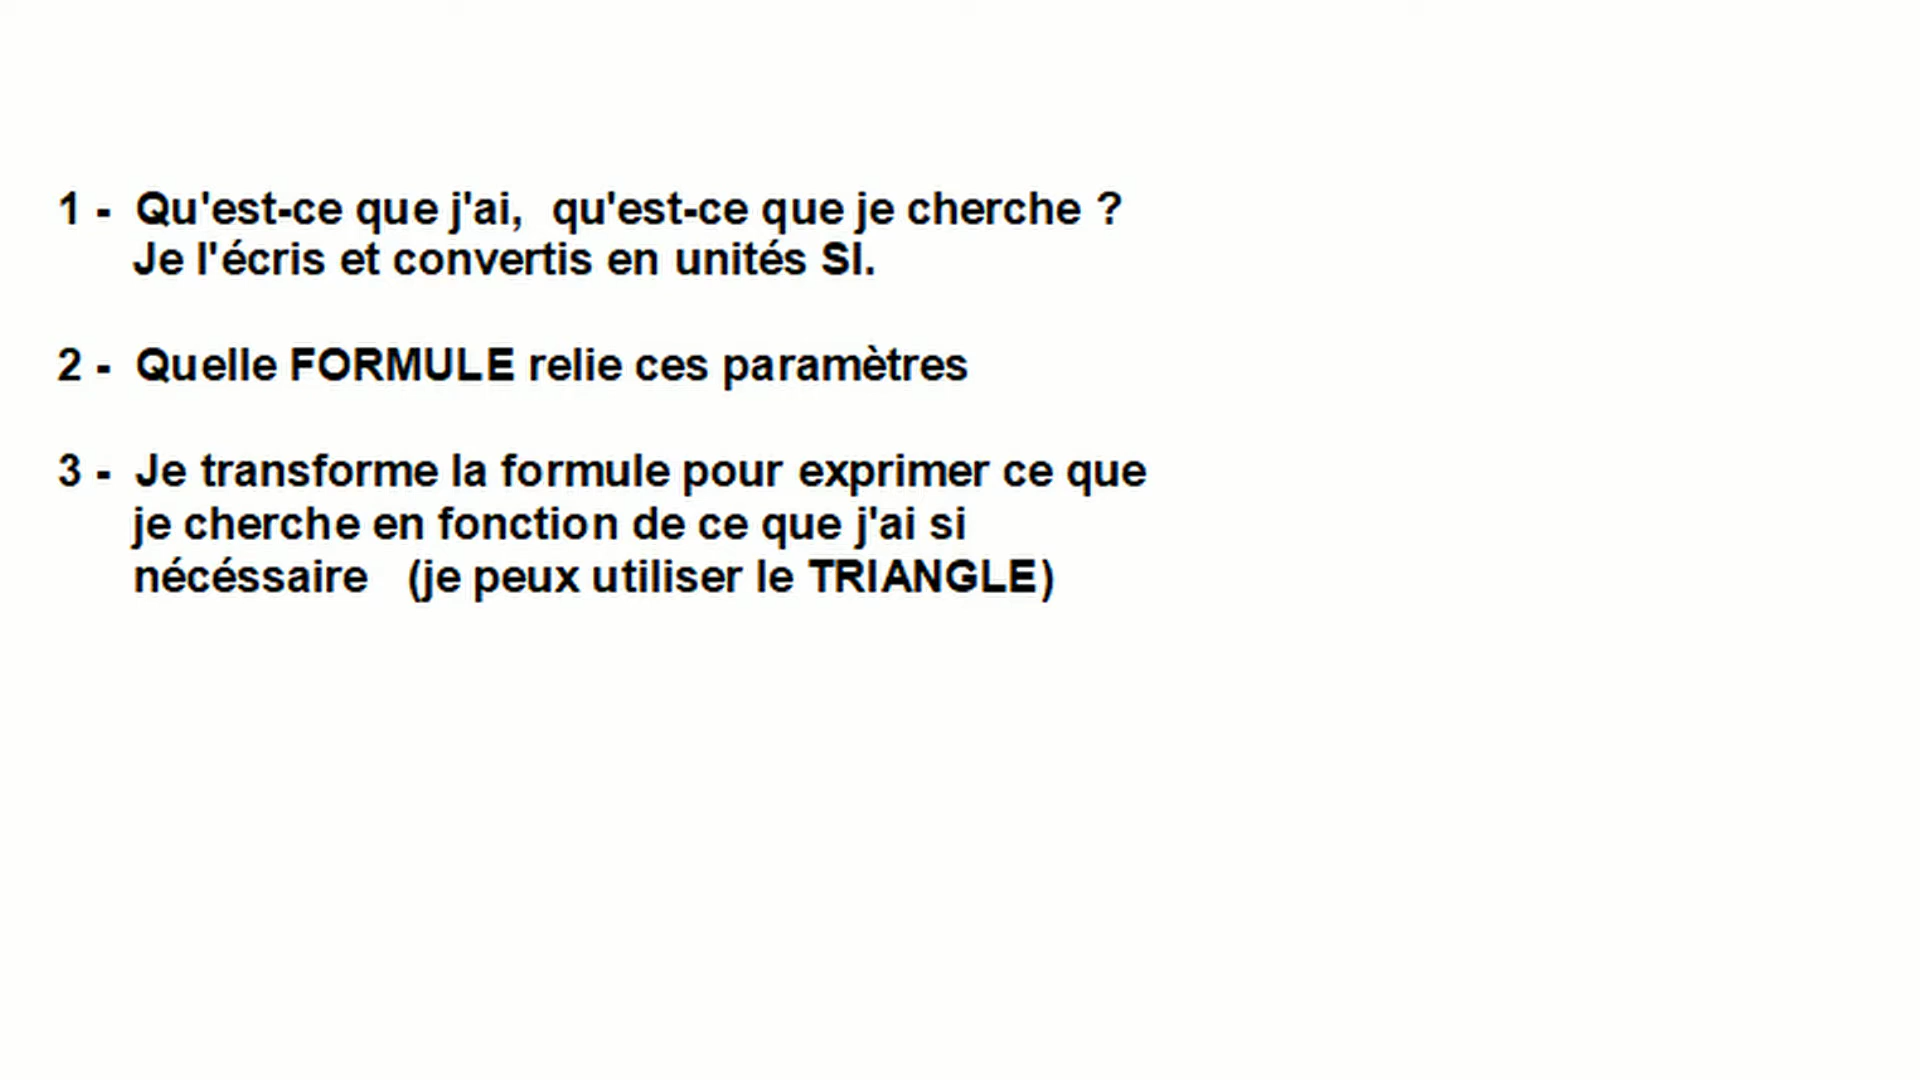 1 - Qu'est-ce que j'ai, qu'est-ce que je cherche ?
Je l'écris et convertis en unités SI.
2 - Quelle FORMULE relie ces paramètres
3 - Je transforme la formule pour exprimer ce que
je cherche en fonction de ce que j'ai si
nécéssaire (je peux utiliser le TRIANGLE)